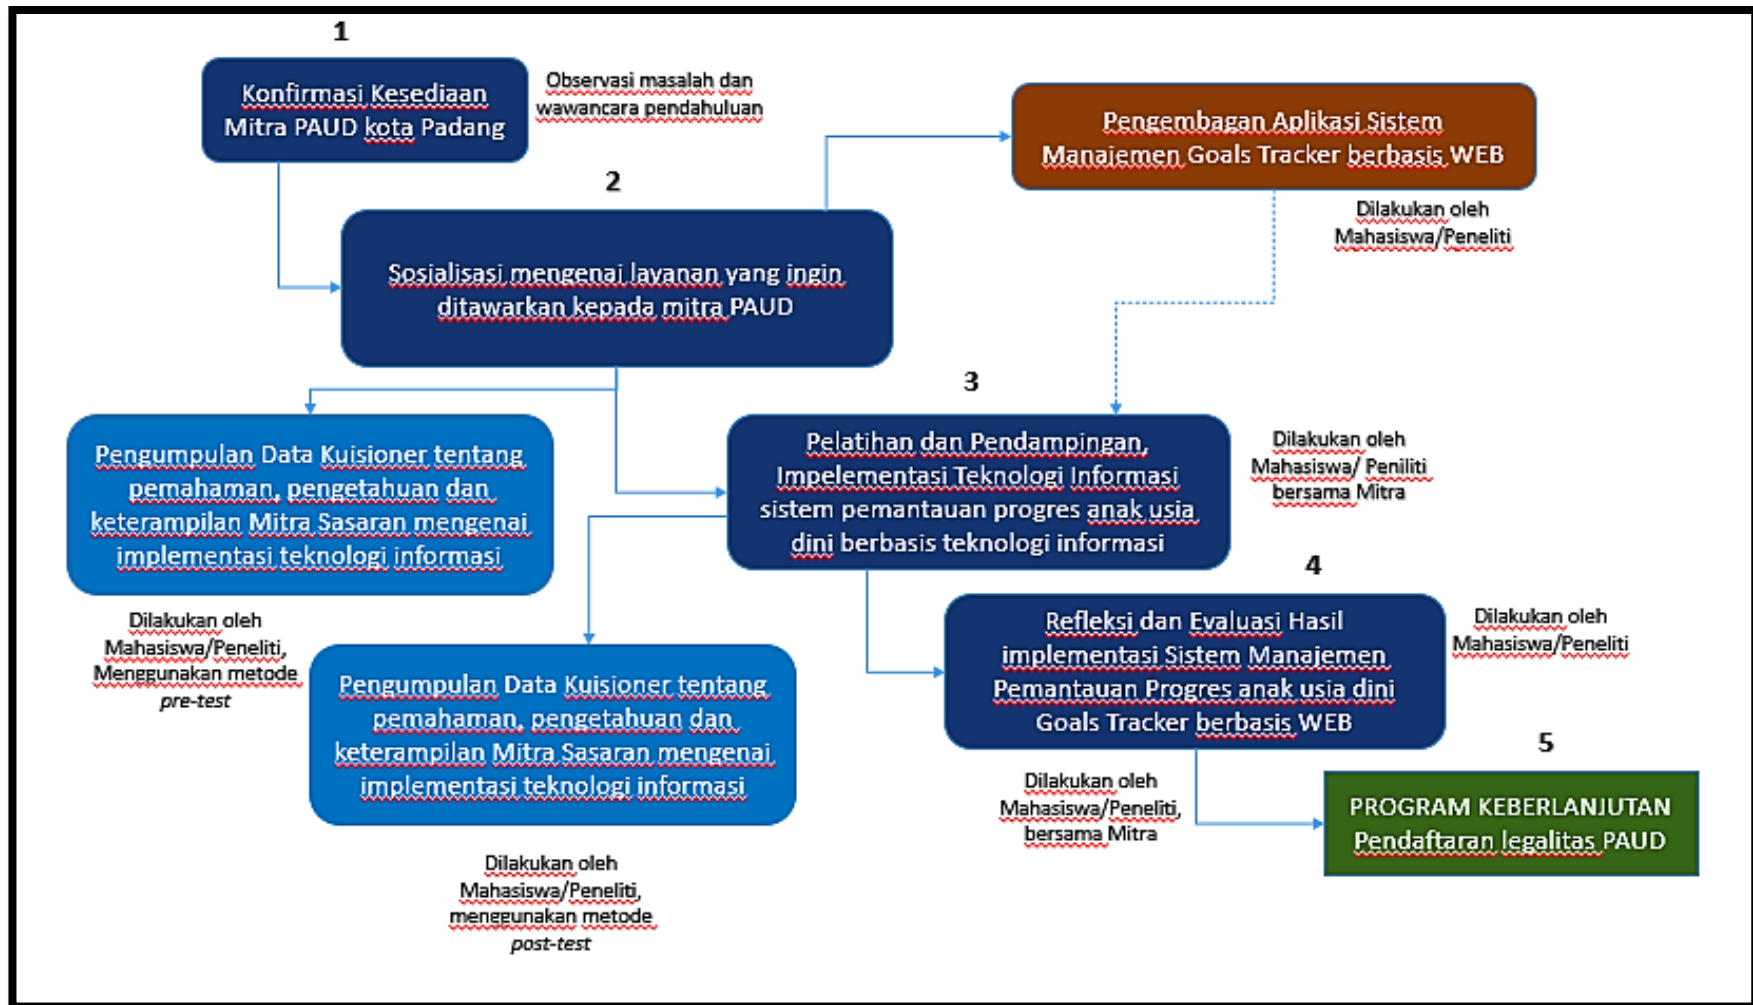 1
Konfirmasi Kesediaan
Mitra PAUD kota Padang
Observasi masalah dan
wawancara pendahuluan
Pengembagan Aplikasi Sistem
Manajemen Goals Tracker berbasis WEB
Dilakukan oleh
Mahasiswa/Peneliti
2
Sosialisasi mengenai layanan yang ingin
ditawarkan kepada mitra PAUD
3
Pelatihan dan Pendampingan,
Impelementasi Teknologi Informasi
sistem pemantauan progres anak usia
dini berbasis teknologi informasi
Dilakukan oleh
Mahasiswa/ Peniliti
bersama Mitra
Pengumpulan Data Kuisioner tentang
pemahaman, pengetahuan dan
keterampilan Mitra Sasaran mengenai
implementasi teknologi informasi
Dilakukan oleh
Mahasiswa/Peneliti,
Menggunakan metode
pre-test
Pengumpulan Data Kuisioner tentang
pemahaman, pengetahuan dan
keterampilan Mitra Sasaran mengenai
implementasi teknologi informasi
Dilakukan oleh
Mahasiswa/Peneliti,
menggunakan metode
post-test
4
Refleksi dan Evaluasi Hasil
implementasi Sistem Manajemen
Pemantauan Progres anak usia dini
Goals Tracker berbasis WEB
Dilakukan oleh
Mahasiswa/Peneliti
Dilakukan oleh
Mahasiswa/Peneliti,
bersama Mitra
5
PROGRAM KEBERLANJUTAN
Pendaftaran legalitas PAUD